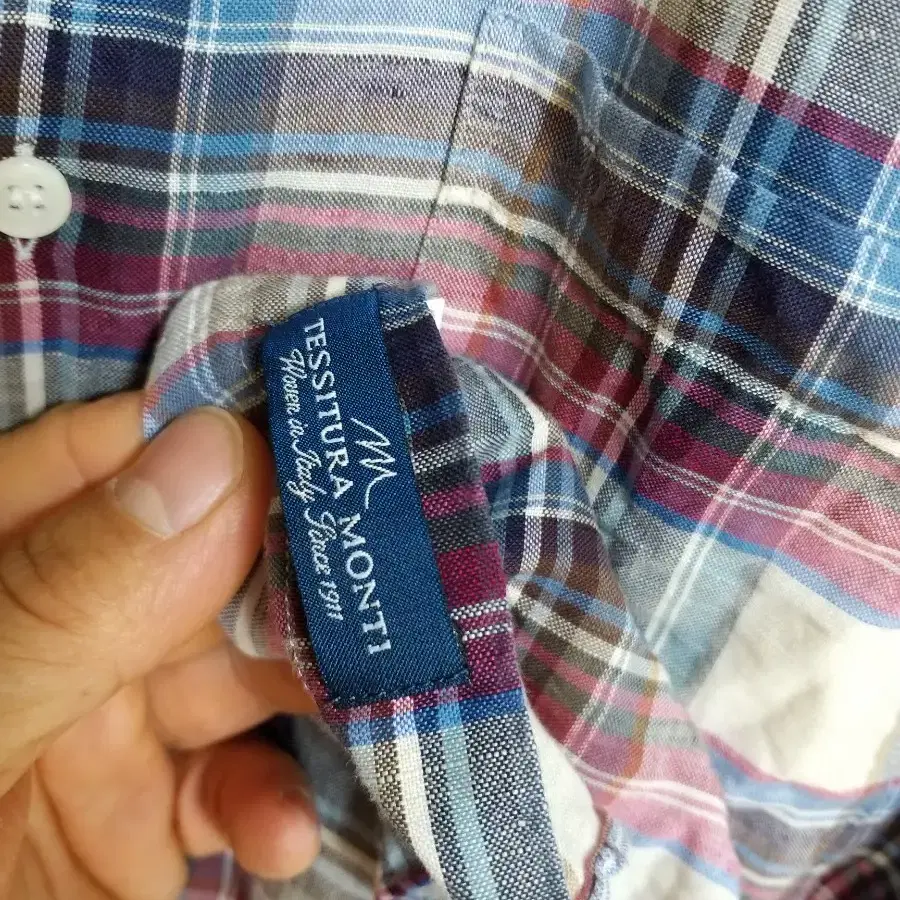 TESSITURA MONTI
Woven in Italy Since 1911